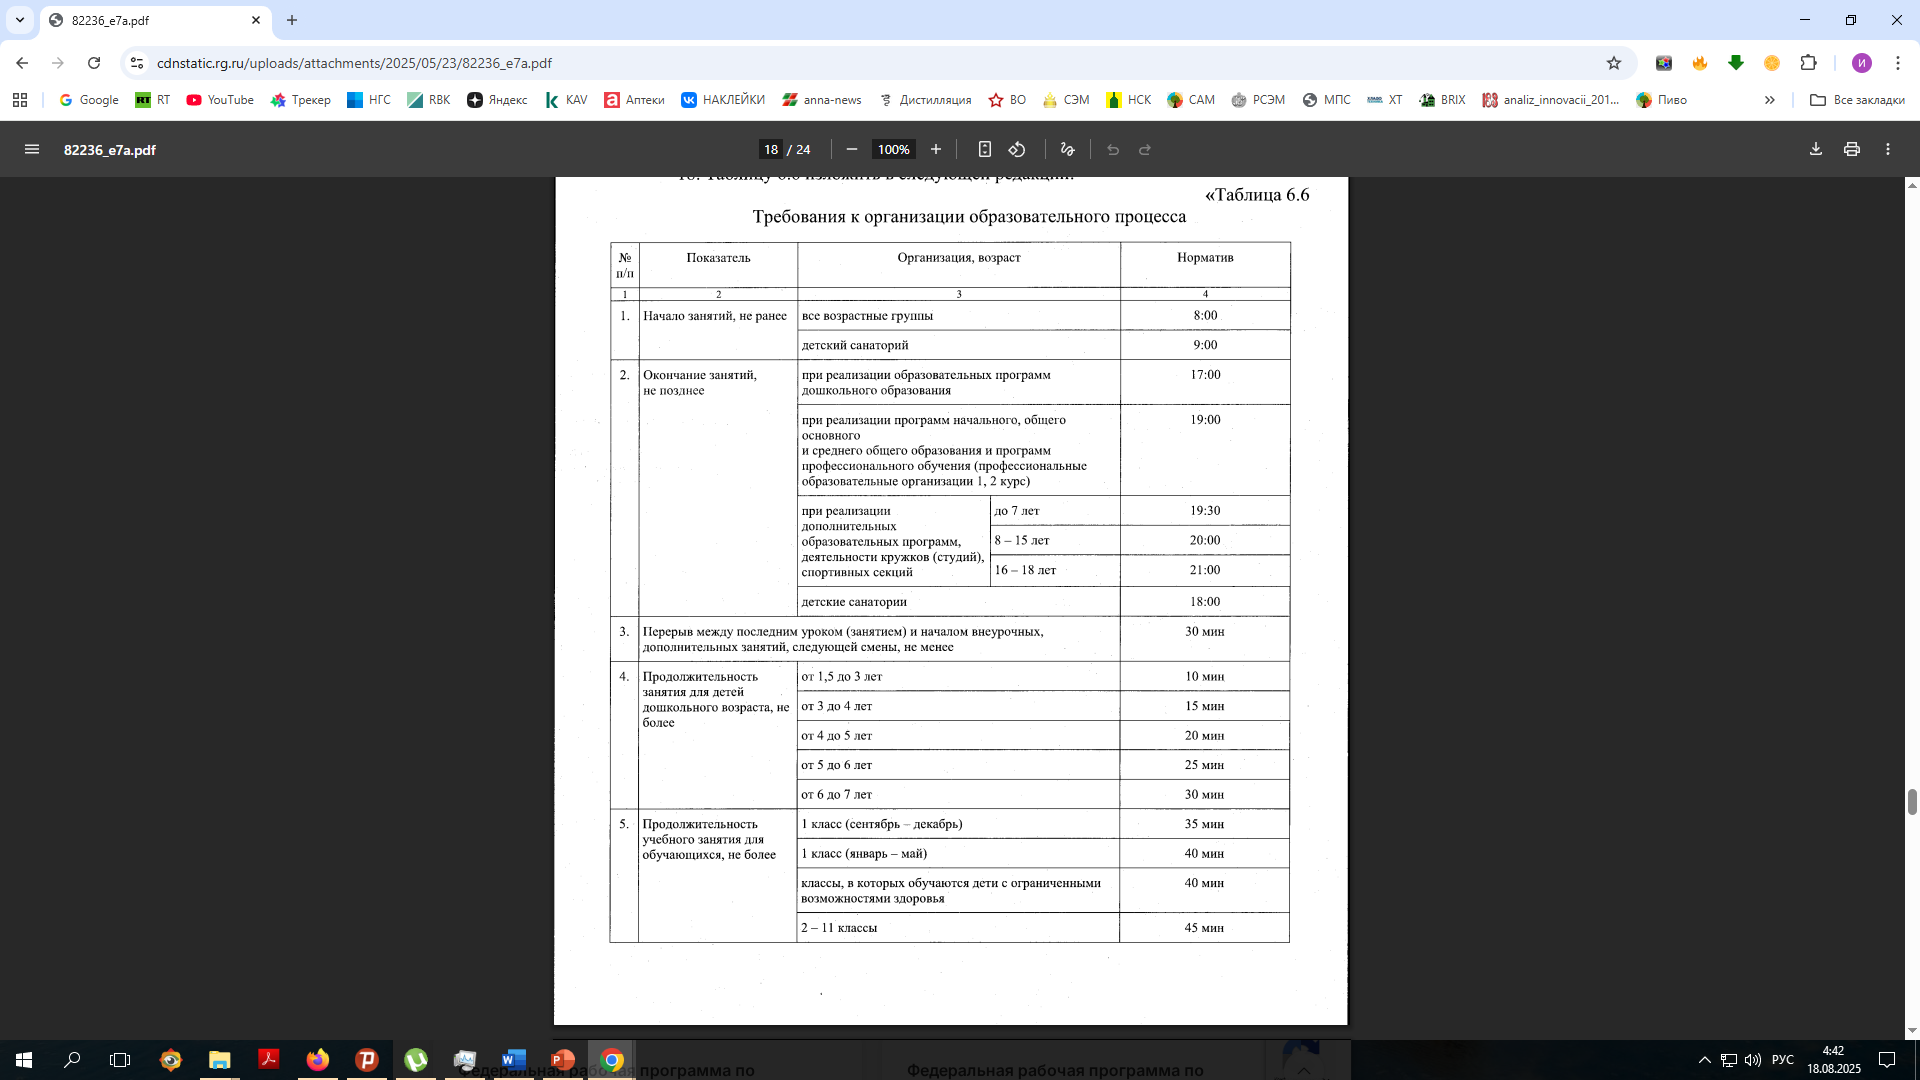 82236_e7a.pdf
cdnstatic.rg.ru/uploads/attachments/2025/05/23/82236_e7a.pdf
И
Google
RT
RT
YouTube
Трекер
НГС
RBK
Яндекс
KAV
Аптеки
НАКЛЕЙКИ
anna-news
Дистилляция
ВО
СЭМ
НСК
САМ
РСЭМ
МПС
ХТ
BRIX
analiz_innovacii_201...
Пиво
Все закладки
82236_e7a.pdf
18 / 24
100%
Таблицу 6.6 изложить в следующей редакции:
«Таблица 6.6
Требования к организации образовательного процесса
№ п/п
Показатель
Организация, возраст
Норматив
1
2
3
4
1.
Начало занятий, не ранее
все возрастные группы
8:00
детский санаторий
9:00
2.
Окончание занятий,
не позднее
при реализации образовательных программ
дошкольного образования
17:00
при реализации программ начального, общего
основного
и среднего общего образования и программ
профессионального обучения (профессиональные
образовательные организации 1, 2 курс)
19:00
при реализации
дополнительных
образовательных программ,
деятельности кружков (студий),
спортивных секций
до 7 лет
19:30
8 – 15 лет
20:00
16 – 18 лет
21:00
детские санатории
18:00
3.
Перерыв между последним уроком (занятием) и началом внеурочных,
дополнительных занятий, следующей смены, не менее
30 мин
4.
Продолжительность
занятия для детей
дошкольного возраста, не
более
от 1,5 до 3 лет
10 мин
от 3 до 4 лет
15 мин
от 4 до 5 лет
20 мин
от 5 до 6 лет
25 мин
от 6 до 7 лет
30 мин
5.
Продолжительность
учебного занятия для
обучающихся, не более
1 класс (сентябрь – декабрь)
35 мин
1 класс (январь – май)
40 мин
классы, в которых обучаются дети с ограниченными
возможностями здоровья
40 мин
2 – 11 классы
45 мин
Федеральная рабочая программа по
Федеральная рабочая программа по
РУС
4:42
18.08.2025